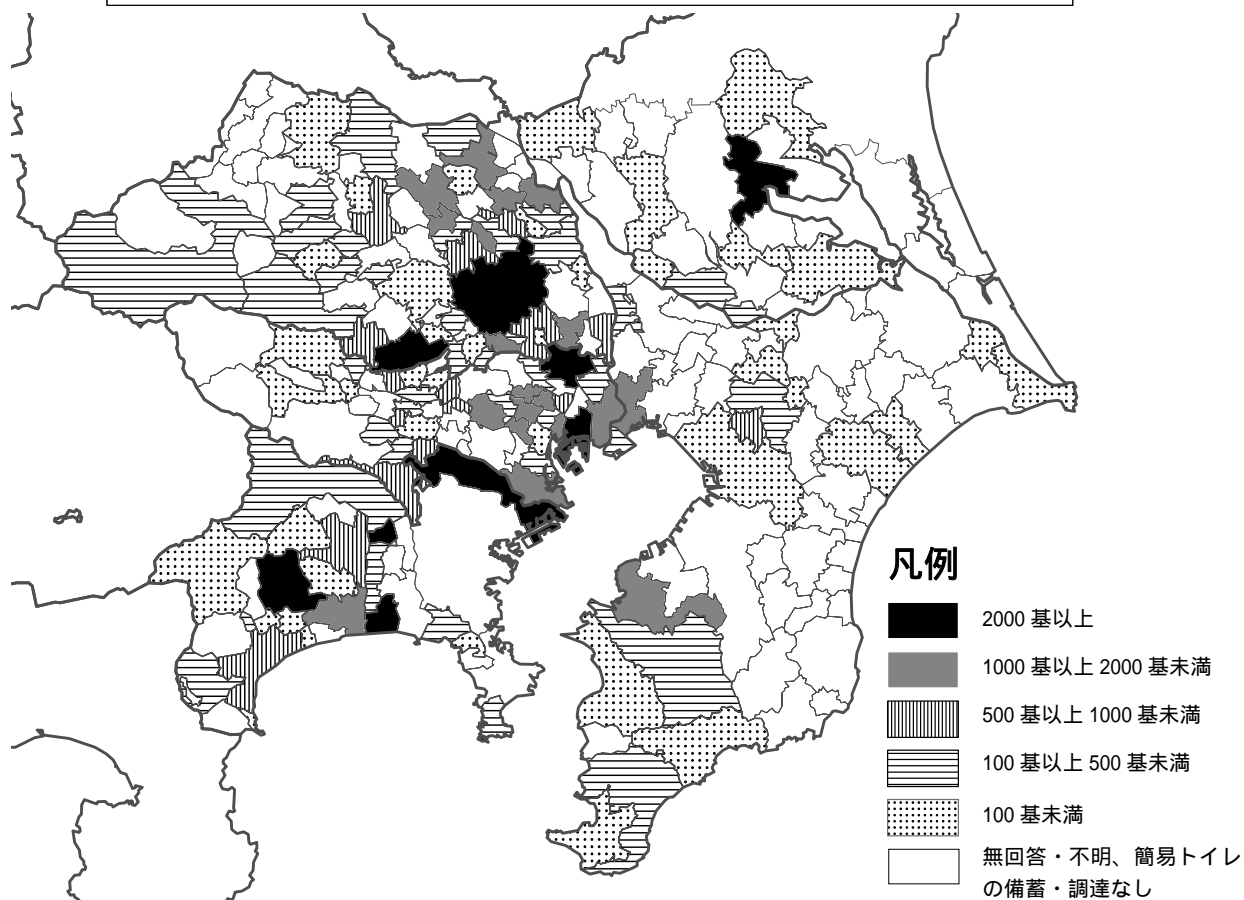 凡例
2000 基以上
1000 基以上 2000 基未満
500 基以上 1000 基未満
100 基以上 500 基未満
100 基未満
無回答・不明、簡易トイレ
の備蓄・調達なし